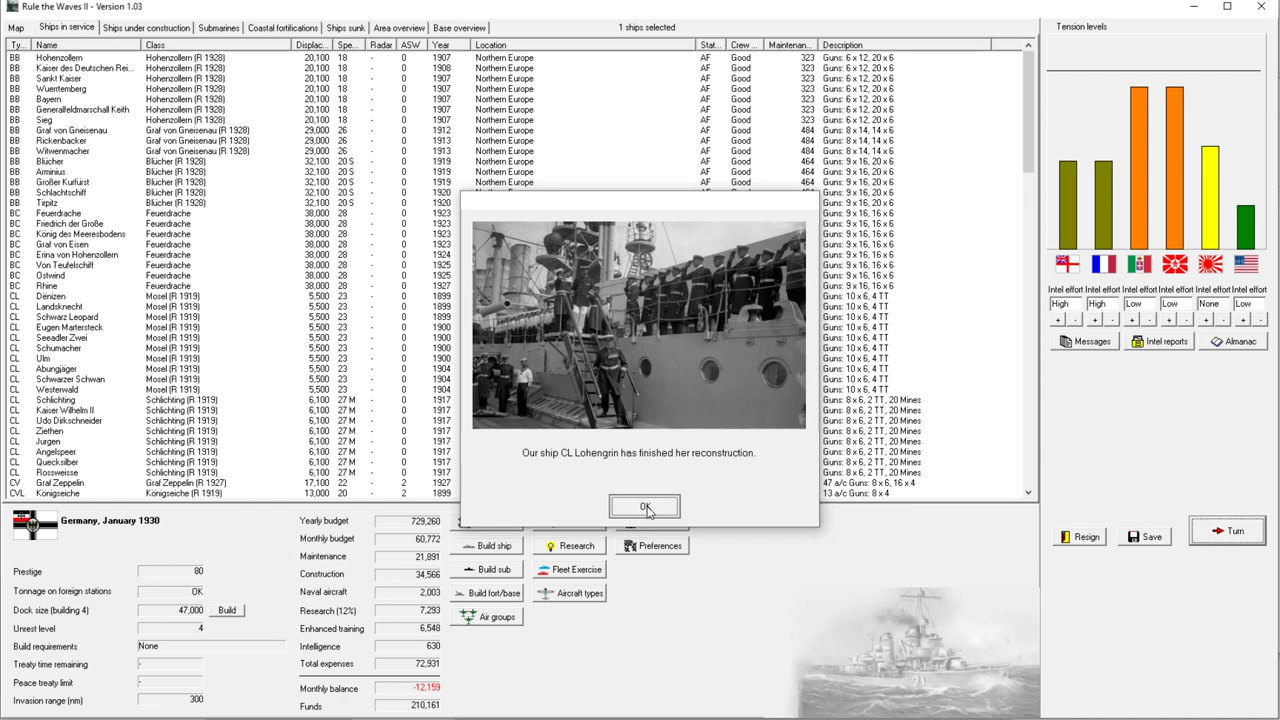 Rule the Waves II - Version 1.03
Map Ships in service Ships under construction Submarines Coastal fortifications Ships sunk Area overview Base overview 1 ships selected Tension levels
Ty... Name Class Displac... Spe... Radar ASW Year Location Stat... Crew ... Maintenan... Description
BB Hohenzollern Hohenzollern (R 1928) 20,100 18 - 0 1907 Northern Europe AF Good 323 Guns: 6 x 12, 20 x 6
BB Kaiser des Deutschen Rei... Hohenzollern (R 1928) 20,100 18 - 0 1908 Northern Europe AF Good 323 Guns: 6 x 12, 20 x 6
BB Sankt Kaiser Hohenzollern (R 1928) 20,100 18 - 0 1907 Northern Europe AF Good 323 Guns: 6 x 12, 20 x 6
BB Wuertemberg Hohenzollern (R 1928) 20,100 18 - 0 1907 Northern Europe AF Good 323 Guns: 6 x 12, 20 x 6
BB Bayern Hohenzollern (R 1928) 20,100 18 - 0 1907 Northern Europe AF Good 323 Guns: 6 x 12, 20 x 6
BB Generalfeldmarschall Keith Hohenzollern (R 1928) 20,100 18 - 0 1907 Northern Europe AF Good 323 Guns: 6 x 12, 20 x 6
BB Sieg Hohenzollern (R 1928) 20,100 18 - 0 1907 Northern Europe AF Good 323 Guns: 6 x 12, 20 x 6
BB Graf von Gneisenau Graf von Gneisenau (R 1928) 29,000 26 - 0 1912 Northern Europe AF Good 484 Guns: 8 x 14, 14 x 6
BB Rickenbacker Graf von Gneisenau (R 1928) 29,000 26 - 0 1913 Northern Europe AF Good 484 Guns: 8 x 14, 14 x 6
BB Witwenmacher Graf von Gneisenau (R 1928) 29,000 26 - 0 1913 Northern Europe AF Good 484 Guns: 8 x 14, 14 x 6
BB Blücher Blücher (R 1928) 32,100 20 S - 0 1919 Northern Europe AF Good 464 Guns: 9 x 16, 20 x 6
BB Arminius Blücher (R 1928) 32,100 20 S - 0 1919 Northern Europe AF Good 464 Guns: 9 x 16, 20 x 6
BB Großer Kurfürst Blücher (R 1928) 32,100 20 S - 0 1919 Northern Europe AF Good 464 Guns: 9 x 16, 20 x 6
BB Schlachtschiff Blücher (R 1928) 32,100 20 S - 0 1920 Guns: 9 x 16, 20 x 6
BB Tirpitz Blücher (R 1928) 32,100 20 S - 0 1920 Guns: 9 x 16, 20 x 6
BC Feuerdrache Feuerdrache 38,000 28 - 0 1923 Guns: 9 x 16, 16 x 6
BC Friedrich der Große Feuerdrache 38,000 28 - 0 1923 Guns: 9 x 16, 16 x 6
BC König des Meeresbodens Feuerdrache 38,000 28 - 0 1923 Guns: 9 x 16, 16 x 6
BC Graf von Eisen Feuerdrache 38,000 28 - 0 1923 Guns: 9 x 16, 16 x 6
BC Erina von Hohenzollern Feuerdrache 38,000 28 - 0 1924 Guns: 9 x 16, 16 x 6
BC Von Teufelschiff Feuerdrache 38,000 28 - 0 1925 Guns: 9 x 16, 16 x 6
BC Ostwind Feuerdrache 38,000 28 - 0 1925 Guns: 9 x 16, 16 x 6
BC Rhine Feuerdrache 38,000 28 - 0 1927 Guns: 9 x 16, 16 x 6
CL Denizen Mosel (R 1919) 5,500 23 - 0 1899 Guns: 10 x 6, 4 TT
CL Landsknecht Mosel (R 1919) 5,500 23 - 0 1899 Guns: 10 x 6, 4 TT
CL Schwarz Leopard Mosel (R 1919) 5,500 23 - 0 1900 Guns: 10 x 6, 4 TT
CL Eugen Martersteck Mosel (R 1919) 5,500 23 - 0 1900 Guns: 10 x 6, 4 TT
CL Seeadler Zwei Mosel (R 1919) 5,500 23 - 0 1900 Guns: 10 x 6, 4 TT
CL Schumacher Mosel (R 1919) 5,500 23 - 0 1900 Guns: 10 x 6, 4 TT
CL Ulm Mosel (R 1919) 5,500 23 - 0 1900 Guns: 10 x 6, 4 TT
CL Abungjäger Mosel (R 1919) 5,500 23 - 0 1904 Guns: 10 x 6, 4 TT
CL Schwarzer Schwan Mosel (R 1919) 5,500 23 - 0 1904 Guns: 10 x 6, 4 TT
CL Westerwald Mosel (R 1919) 5,500 23 - 0 1904 Guns: 10 x 6, 4 TT
CL Schlichting Schlichting (R 1919) 6,100 27 M - 0 1917 Guns: 8 x 6, 2 TT, 20 Mines
CL Kaiser Wilhelm II Schlichting (R 1919) 6,100 27 M - 0 1917 Guns: 8 x 6, 2 TT, 20 Mines
CL Udo Dirkschneider Schlichting (R 1919) 6,100 27 M - 0 1917 Guns: 8 x 6, 2 TT, 20 Mines
CL Ziethen Schlichting (R 1919) 6,100 27 M - 0 1917 Guns: 8 x 6, 2 TT, 20 Mines
CL Jurgen Schlichting (R 1919) 6,100 27 M - 0 1917 Guns: 8 x 6, 2 TT, 20 Mines
CL Angelspeer Schlichting (R 1919) 6,100 27 M - 0 1917 Guns: 8 x 6, 2 TT, 20 Mines
CL Quecksilber Schlichting (R 1919) 6,100 27 M - 0 1917 Guns: 8 x 6, 2 TT, 20 Mines
CL Rossweisse Schlichting (R 1919) 6,100 27 M - 0 1917 Guns: 8 x 6, 2 TT, 20 Mines
CV Graf Zeppelin Graf Zeppelin (R 1927) 17,100 22 - 2 1927 47 a/c Guns: 8 x 6, 16 x 4
CVL Königseiche Königseiche (R 1919) 13,000 20 - 2 1899 13 a/c Guns: 8 x 4
Our ship CL Lohengrin has finished her reconstruction.
OK
Intel effort Intel effort Intel effort Intel effort Intel effort Intel effort
High High Low Low None Low
+ - + - + - + - + - + -
Messages Intel reports Almanac
Germany, January 1930
Prestige 80
Tonnage on foreign stations OK
Dock size (building 4) 47,000 Build
Unrest level 4
Build requirements None
Treaty time remaining -
Peace treaty limit -
Invasion range (nm) 300
Yearly budget 729,260
Monthly budget 60,772
Maintenance 21,891
Construction 34,566
Naval aircraft 2,003
Research (12%) 7,293
Enhanced training 6,548
Intelligence 630
Total expenses 72,931
Monthly balance -12,159
Funds 210,161
Build ship Research Preferences
Build sub Fleet Exercise
Build fort/base Aircraft types
Air groups
Resign Save Turn